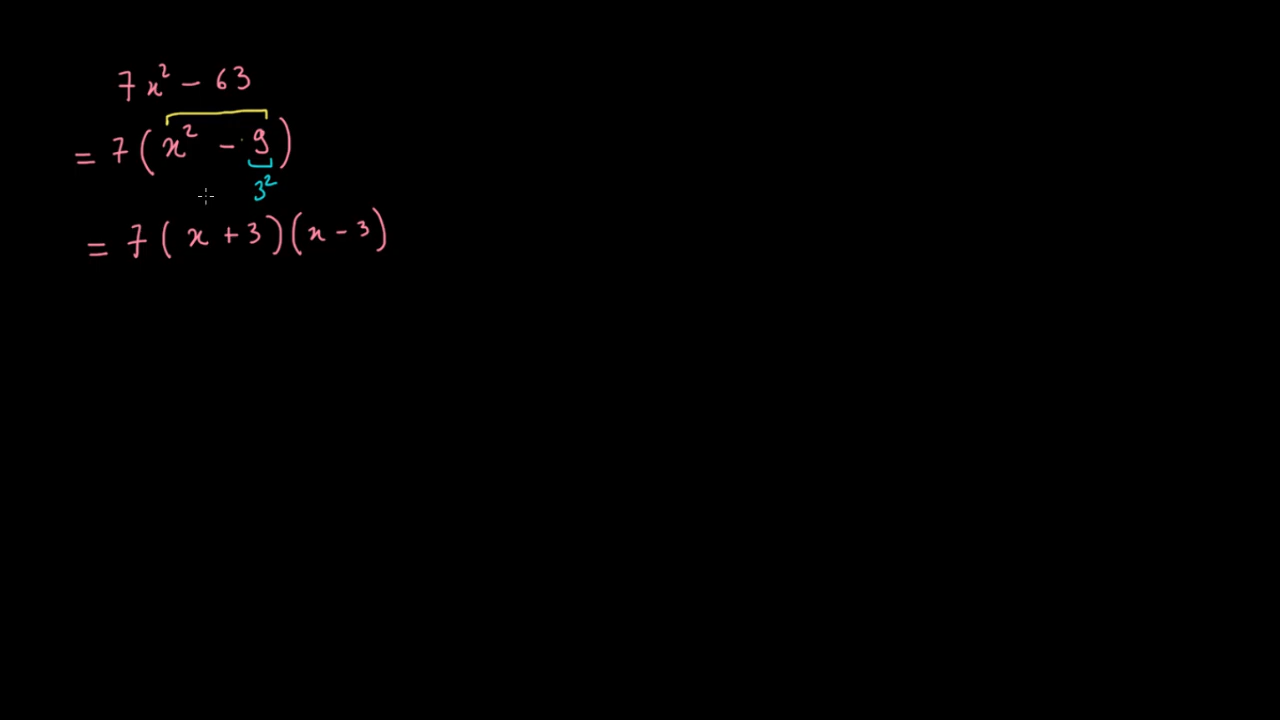 7x² - 63
= 7(x² - 9)
3²
= 7(x + 3)(x - 3)